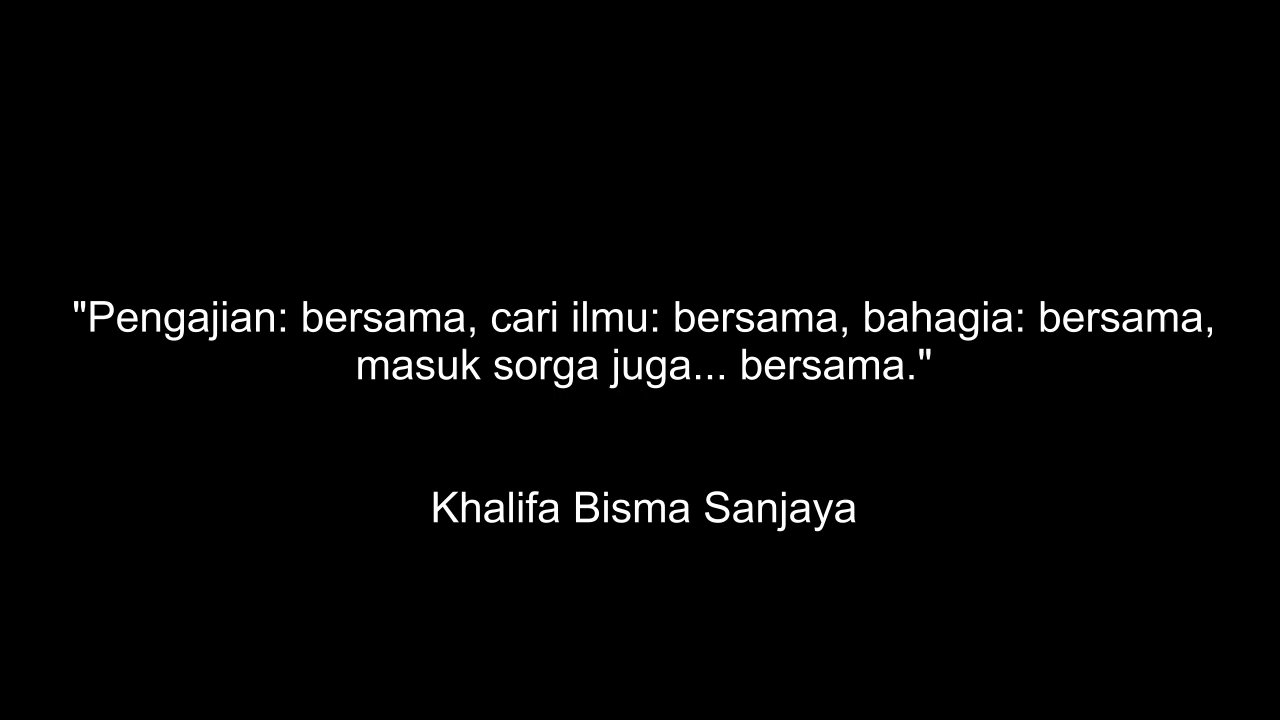 "Pengajian: bersama, cari ilmu: bersama, bahagia: bersama,
masuk sorga juga... bersama."
Khalifa Bisma Sanjaya